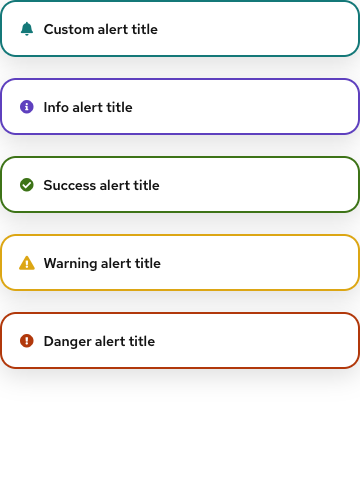 Custom alert title
Info alert title
Success alert title
Warning alert title
Danger alert title